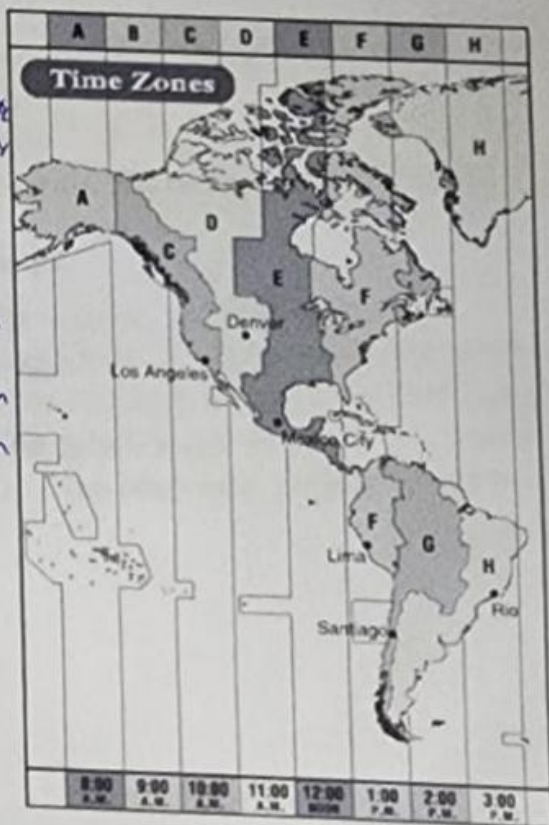 A B C D E F G H
Time Zones
H
A
D
C
E
F
Denver
Los Angeles
Mexico City
F
G
Lima
H
Rio
Santiago
8:00 9:00 10:00 11:00 12:00 1:00 2:00 3:00
A.M. A.M. A.M. A.M. NOON P.M. P.M. P.M.